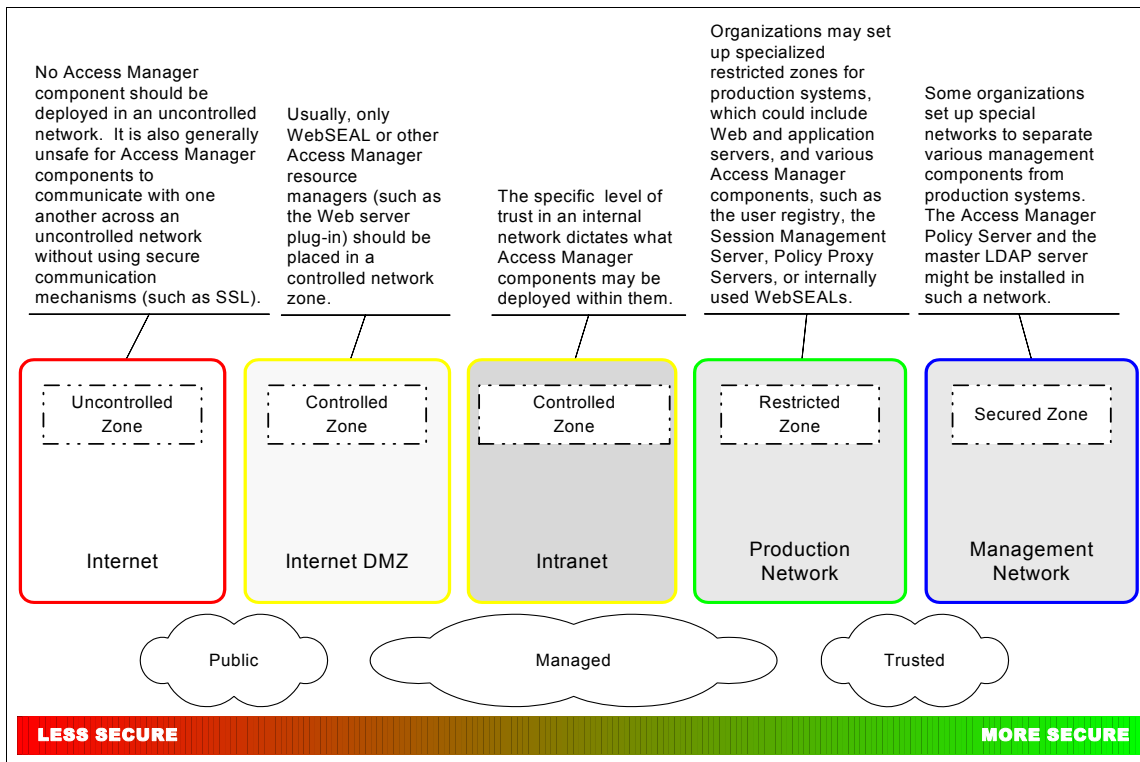 No Access Manager
component should be
deployed in an uncontrolled
network.  It is also generally
unsafe for Access Manager
components to
communicate with one
another across an
uncontrolled network
without using secure
communication
mechanisms (such as SSL).
Usually, only
WebSEAL or other
Access Manager
resource
managers (such as
the Web server
plug-in) should be
placed in a
controlled network
zone.
The specific  level of
trust in an internal
network dictates what
Access Manager
components may be
deployed within them.
Organizations may set
up specialized
restricted zones for
production systems,
which could include
Web and application
servers, and various
Access Manager
components, such as
the user registry, the
Session Management
Server, Policy Proxy
Servers, or internally
used WebSEALs.
Some organizations
set up special
networks to separate
various management
components from
production systems.
The Access Manager
Policy Server and the
master LDAP server
might be installed in
such a network.
Uncontrolled
Zone
Controlled
Zone
Controlled
Zone
Restricted
Zone
Secured Zone
Internet
Internet DMZ
Intranet
Production
Network
Management
Network
Public
Managed
Trusted
LESS SECURE
MORE SECURE